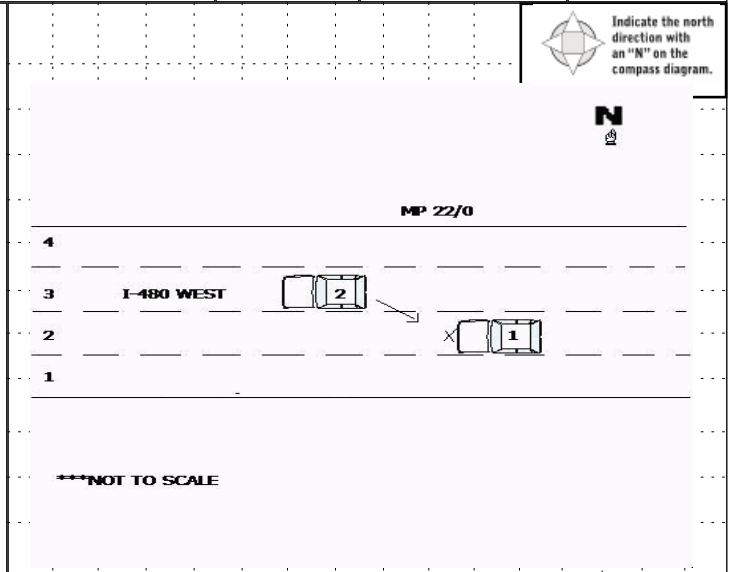 Indicate the north
direction with
an “N” on the
compass diagram.
N
MP 22/0
4
3 I-480 WEST 2
2 X 1
1
***NOT TO SCALE